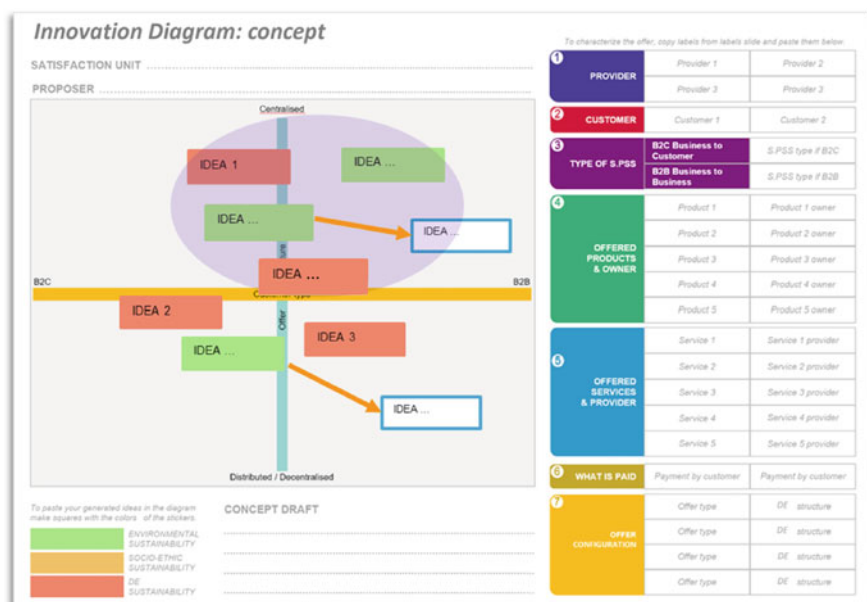 Innovation Diagram: concept
To characterize the offer, copy labels from labels slide and paste them below.
SATISFACTION UNIT
PROPOSER
Centralised
IDEA 1
IDEA ...
IDEA ...
IDEA ...
IDEA ...
B2C
B2B
Customer type
Offer
IDEA 2
IDEA 3
IDEA ...
IDEA ...
Distributed / Decentralised
To paste your generated ideas in the diagram
make squares with the colors of the stickers.
ENVIRONMENTAL
SUSTAINABILITY
SOCIO-ETHIC
SUSTAINABILITY
DE
SUSTAINABILITY
CONCEPT DRAFT
1
PROVIDER
Provider 1 Provider 2
Provider 3 Provider 3
2
CUSTOMER Customer 1 Customer 2
3
TYPE OF S.PSS
B2C Business to
Customer
S.PSS type if B2C
B2B Business to
Business
S.PSS type if B2B
4
OFFERED
PRODUCTS
& OWNER
Product 1 Product 1 owner
Product 2 Product 2 owner
Product 3 Product 3 owner
Product 4 Product 4 owner
Product 5 Product 5 owner
5
OFFERED
SERVICES
& PROVIDER
Service 1 Service 1 provider
Service 2 Service 2 provider
Service 3 Service 3 provider
Service 4 Service 4 provider
Service 5 Service 5 provider
6
WHAT IS PAID Payment by customer Payment by customer
7
OFFER
CONFIGURATION
Offer type DE structure
Offer type DE structure
Offer type DE structure
Offer type DE structure